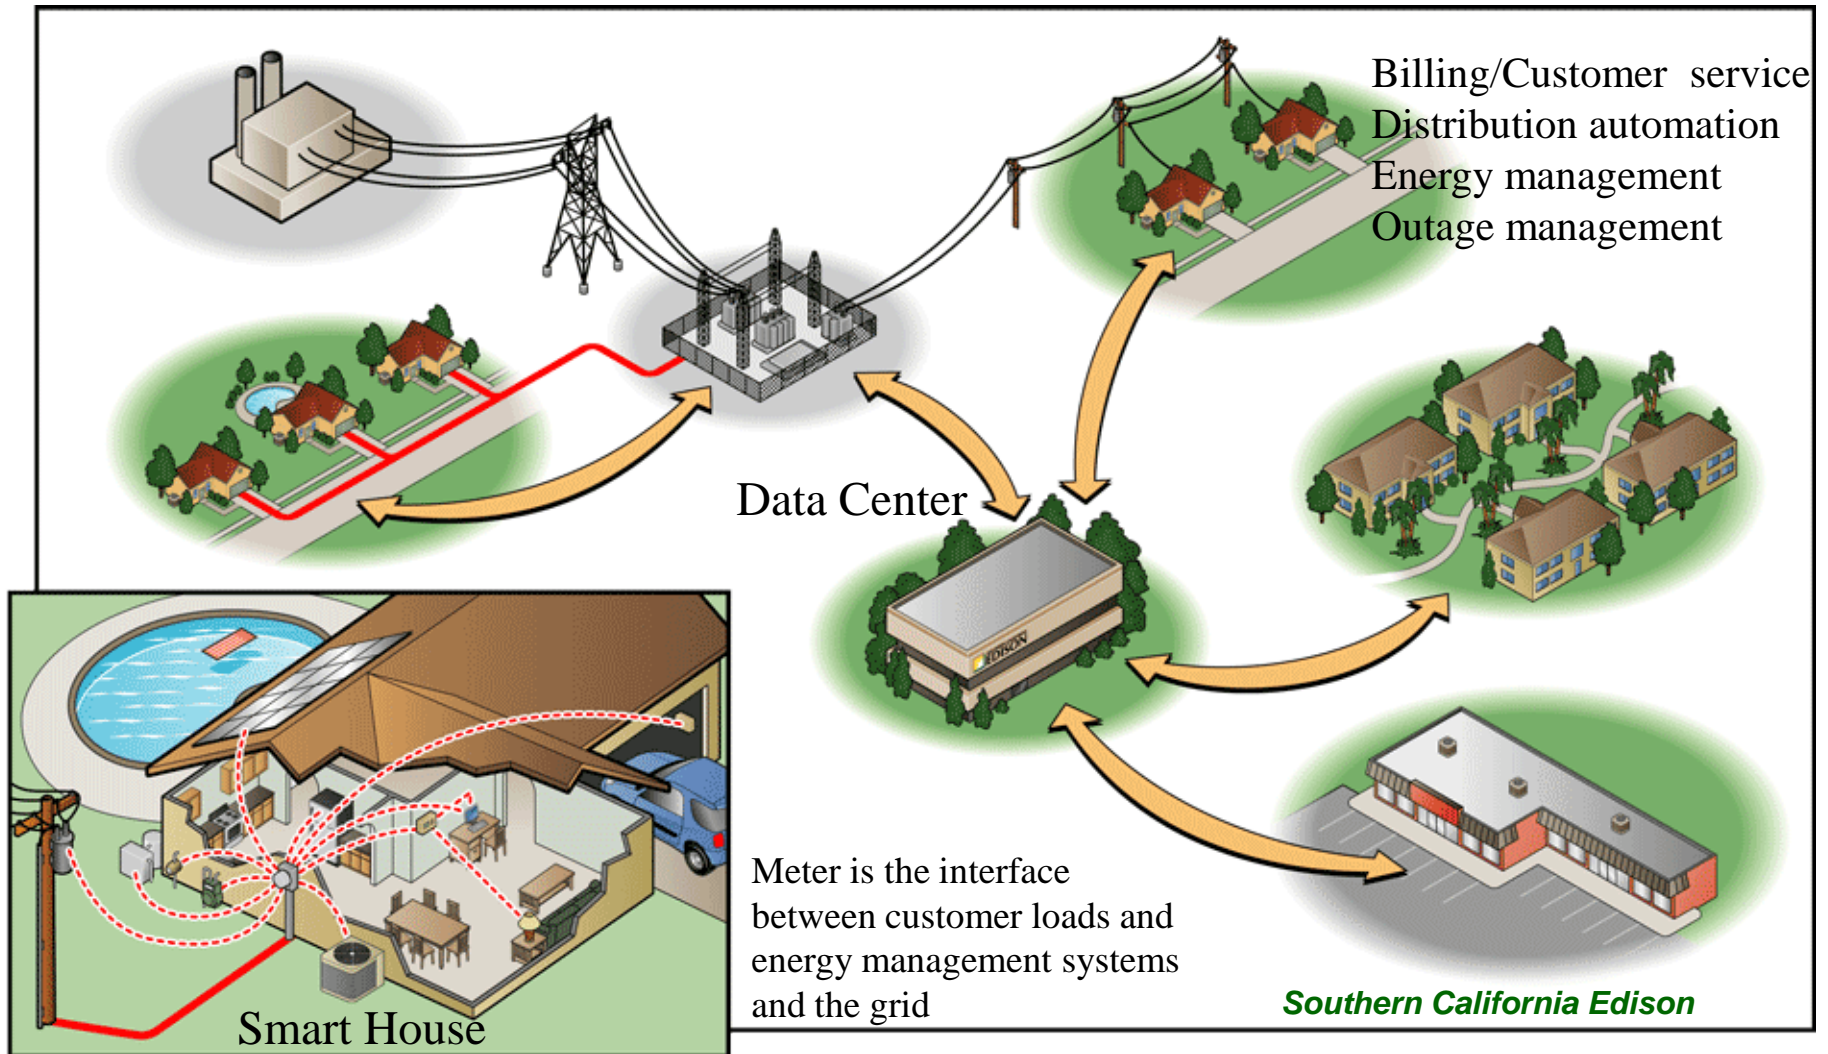 Billing/Customer service
Distribution automation
Energy management
Outage management
Data Center
EDISON
Meter is the interface
between customer loads and
energy management systems
and the grid
Southern California Edison
Smart House